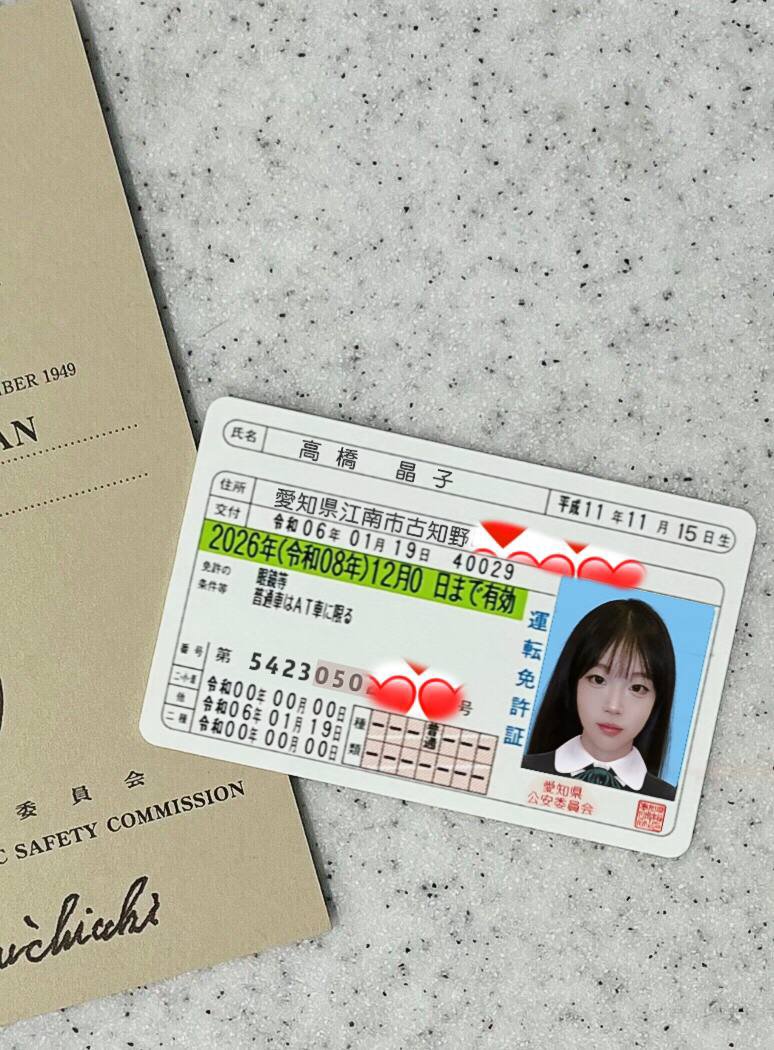 BER 1949
AN
委員会
C SAFETY COMMISSION
氏名 高橋 晶子 平成11年11月15日生
住所 愛知県江南市古知野
交付 令和06年01月19日 40029
2026年(令和08年)12月0 日まで有効
免許の
条件等
眼鏡等
普通車はAT車に限る
番号 第 5423050 号
二・小・原 令和00年00月00日
他 令和06年01月19日
二種 令和00年00月00日
種類
普通
運転免許証
愛知県
公安委員会